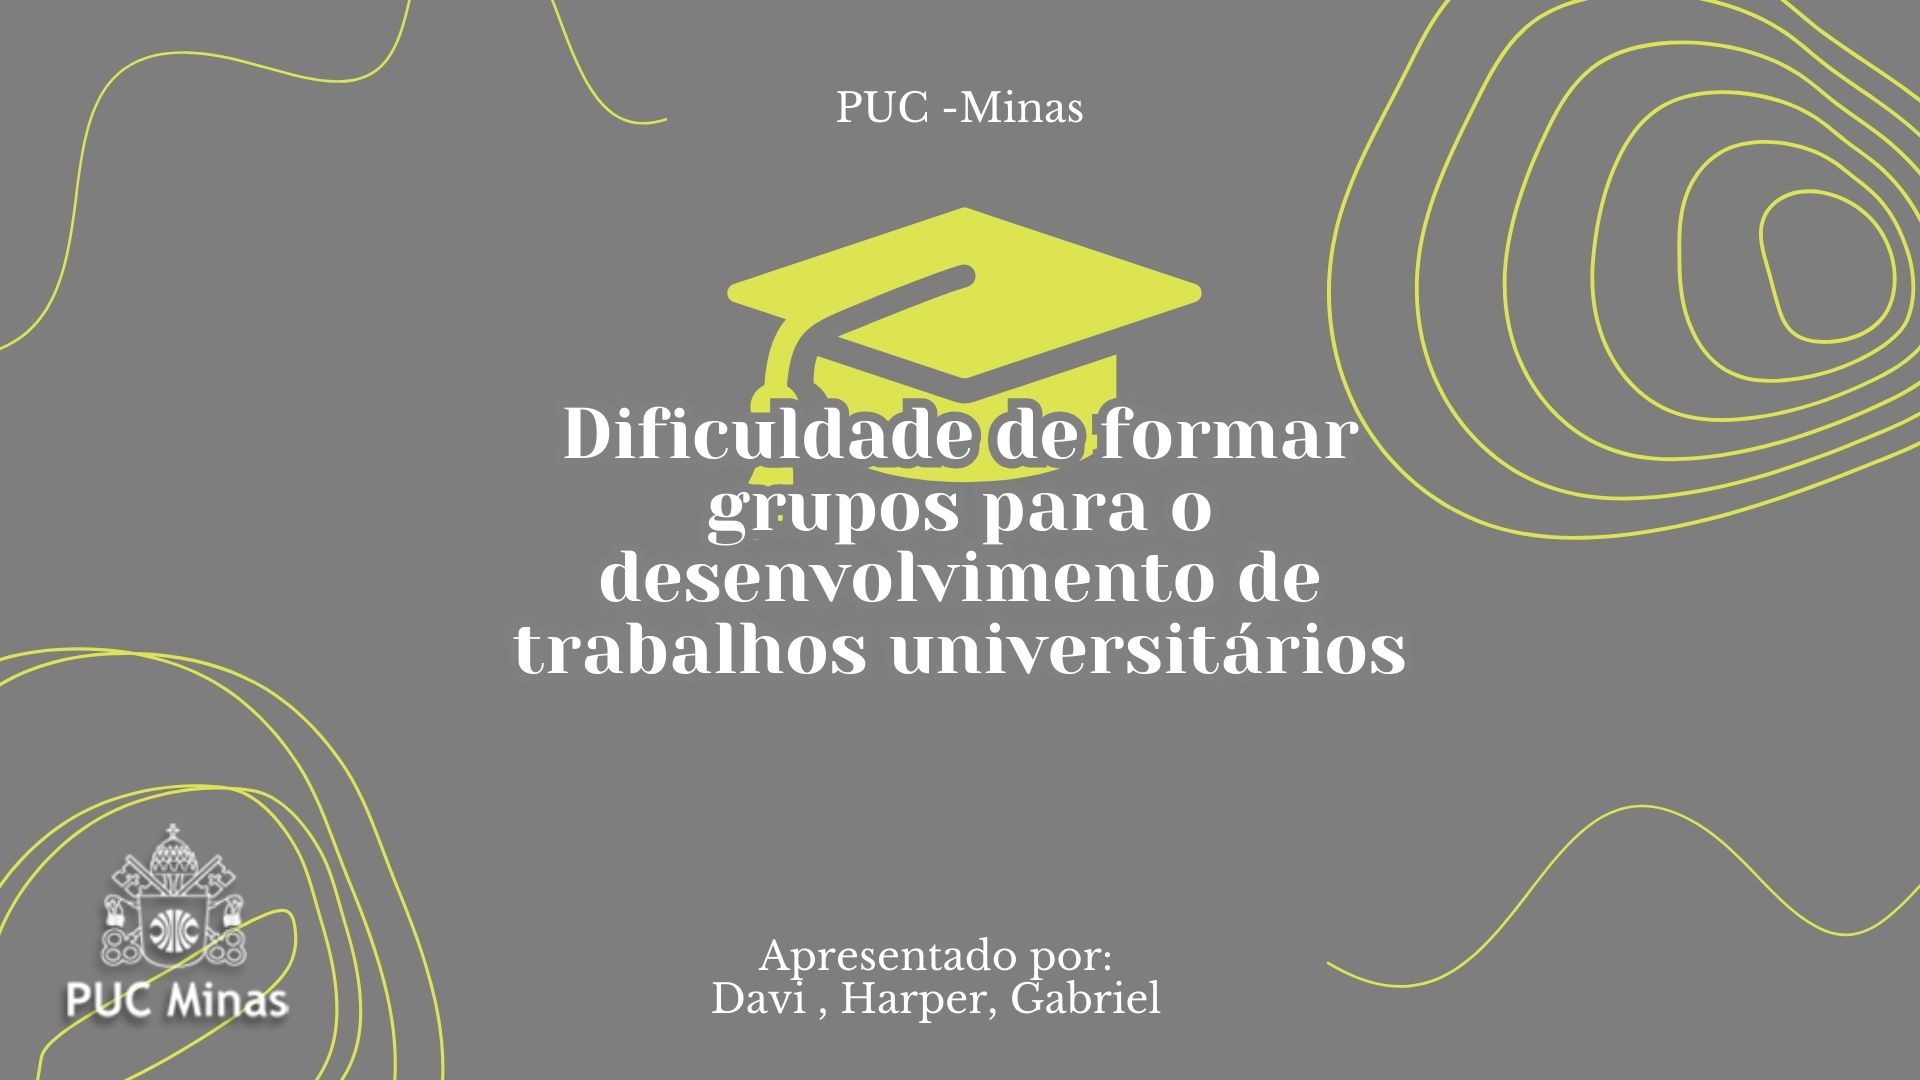 PUC -Minas
Dificuldade de formar
grupos para o
desenvolvimento de
trabalhos universitários
PUC Minas
Apresentado por:
Davi , Harper, Gabriel